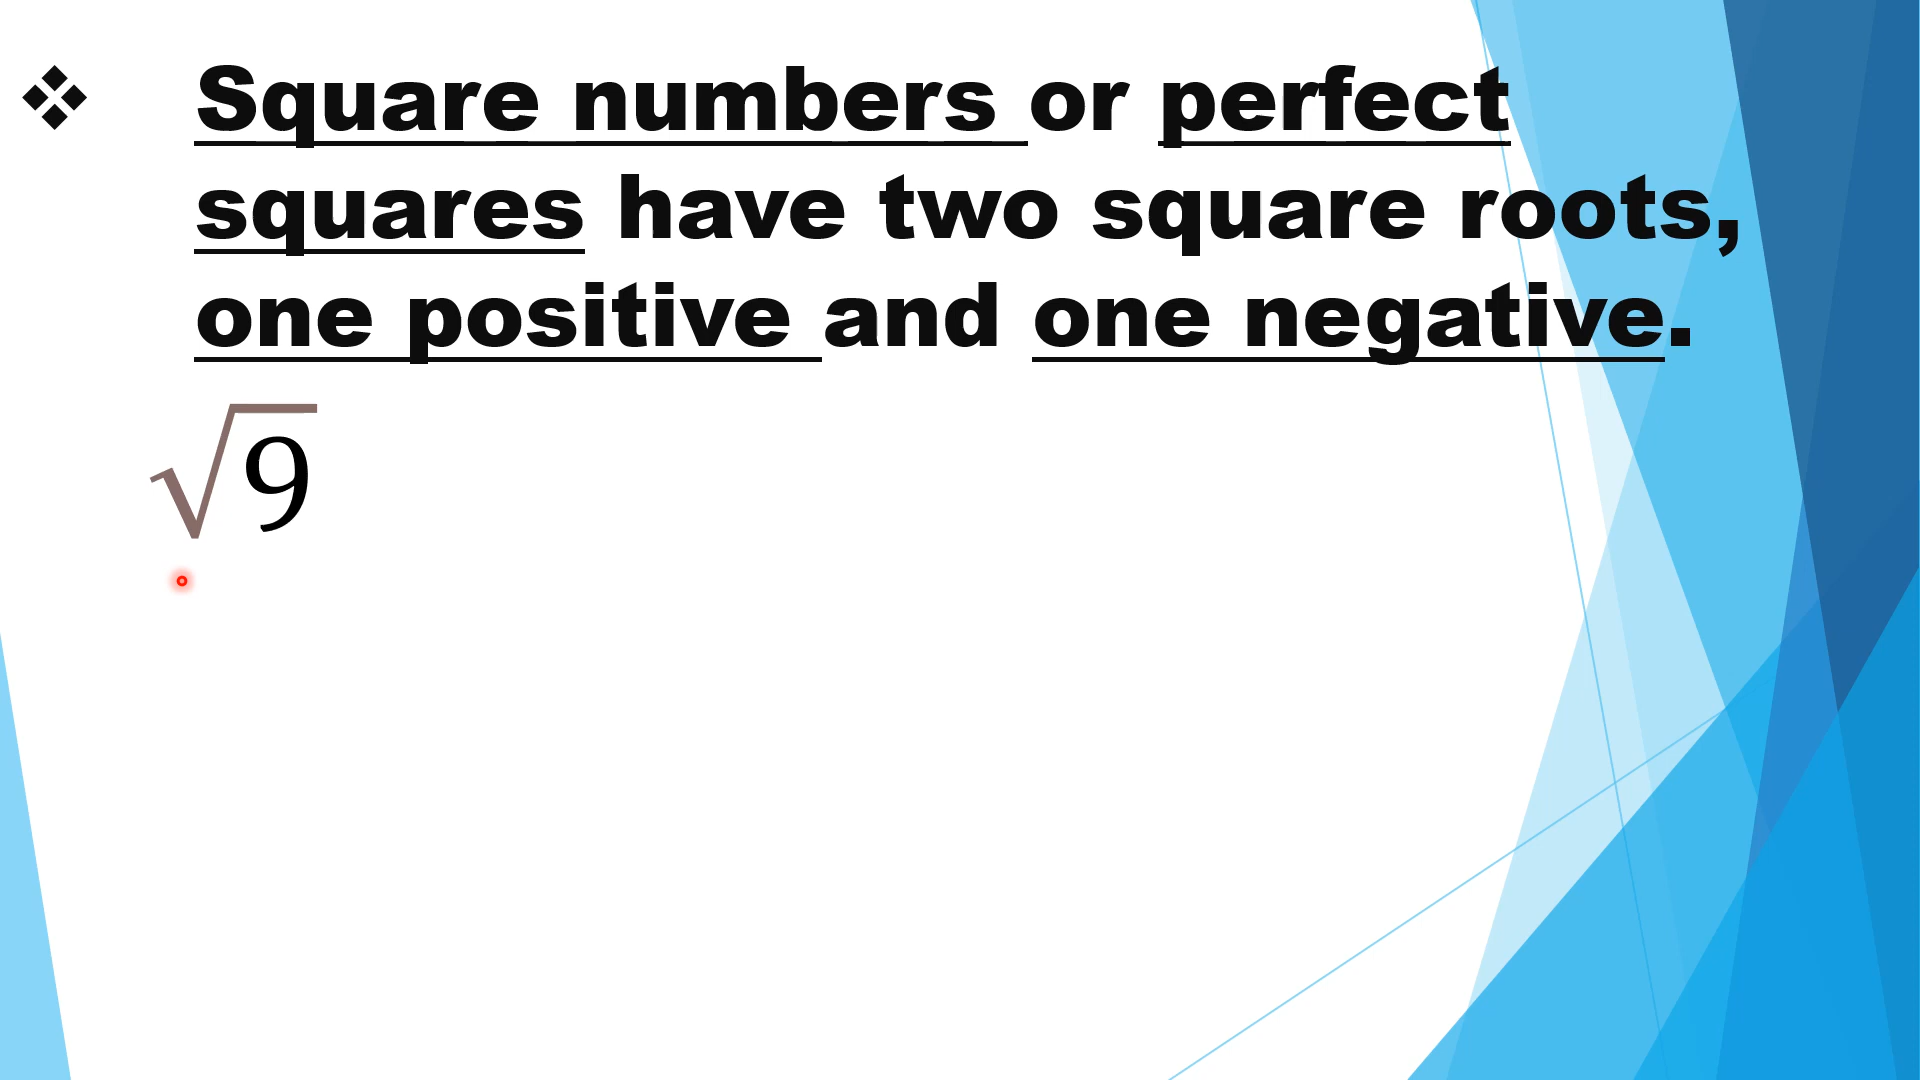 ❖ Square numbers or perfect
squares have two square roots,
one positive and one negative.
√9